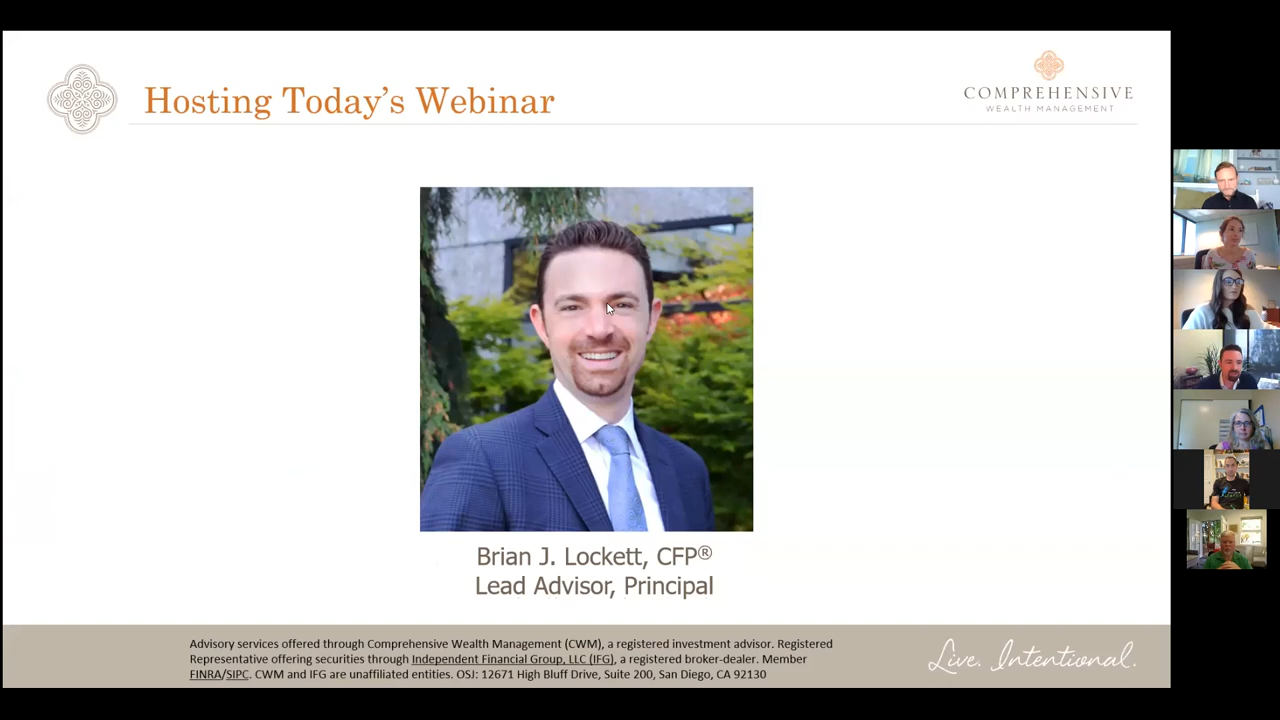 Hosting Today's Webinar
COMPREHENSIVE
WEALTH MANAGEMENT
Brian J. Lockett, CFP®
Lead Advisor, Principal
Advisory services offered through Comprehensive Wealth Management (CWM), a registered investment advisor. Registered
Representative offering securities through Independent Financial Group, LLC (IFG), a registered broker-dealer. Member
FINRA/SIPC. CWM and IFG are unaffiliated entities. OSJ: 12671 High Bluff Drive, Suite 200, San Diego, CA 92130
Live. Intentional.